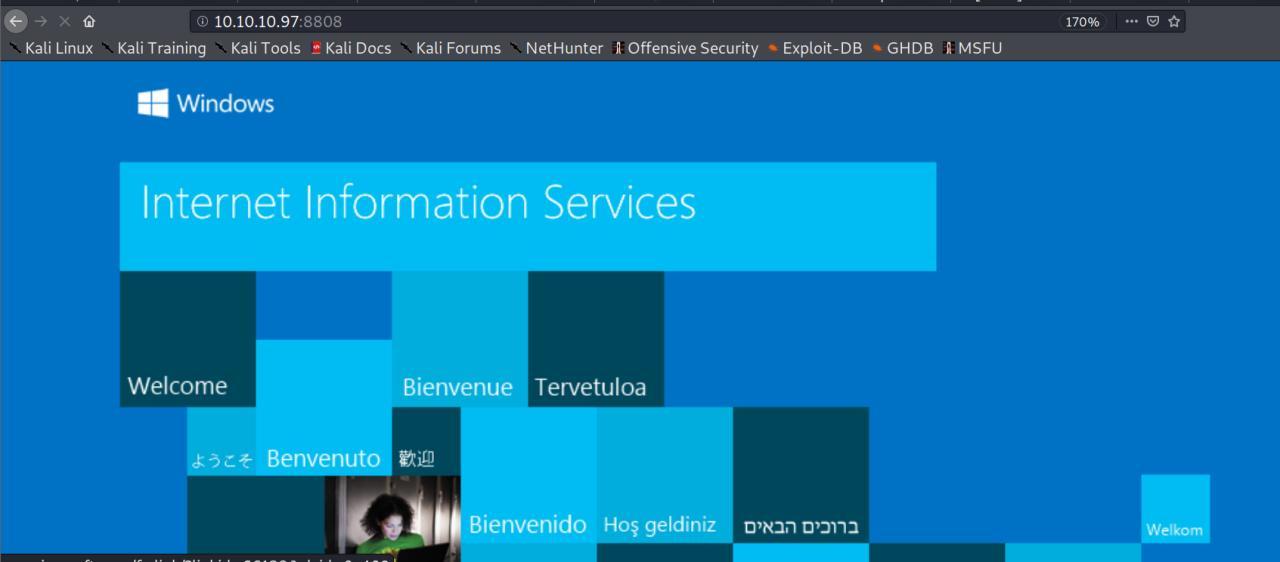 10.10.10.97:8808 170%
Kali Linux Kali Training Kali Tools Kali Docs Kali Forums NetHunter Offensive Security Exploit-DB GHDB MSFU
Windows
Internet Information Services
Welcome Bienvenue Tervetuloa
ようこそ Benvenuto 歡迎
Bienvenido Hoş geldiniz ברוכים הבאים Welkom